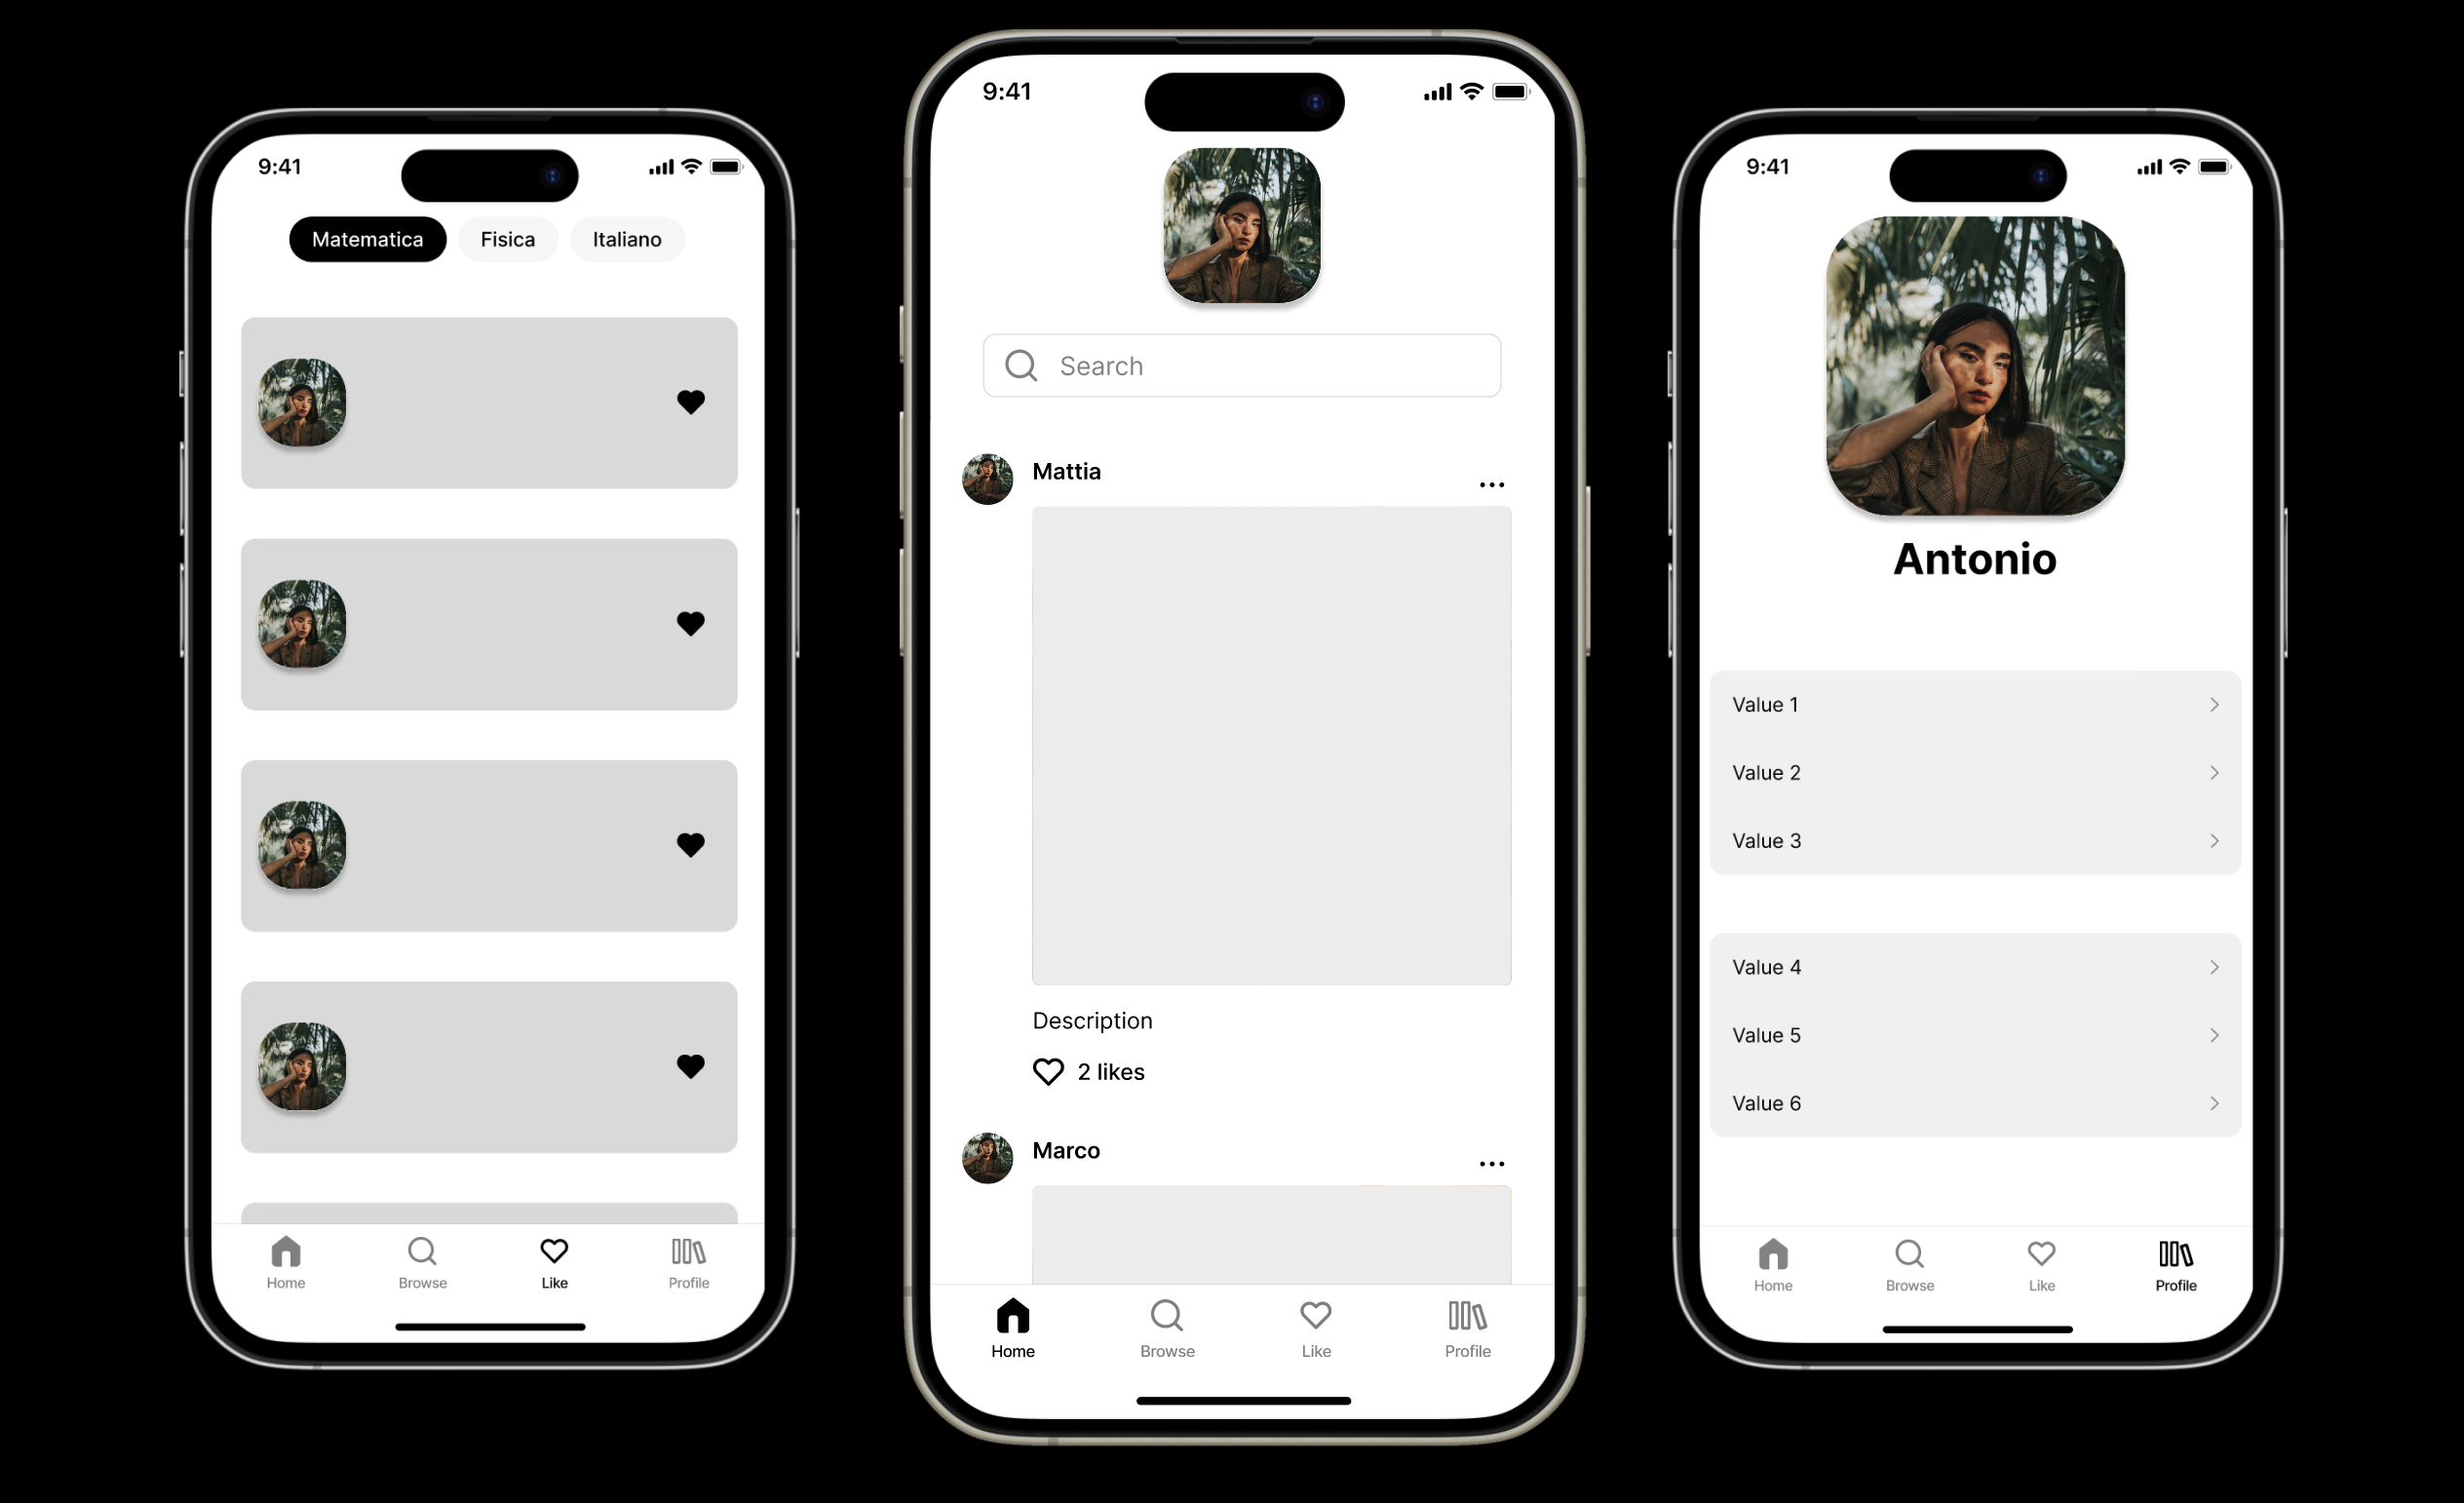 9:41
Matematica Fisica Italiano
Home Browse Like Profile
9:41
Search
Mattia
Description
2 likes
Marco
Home Browse Like Profile
9:41
Antonio
Value 1
Value 2
Value 3
Value 4
Value 5
Value 6
Home Browse Like Profile